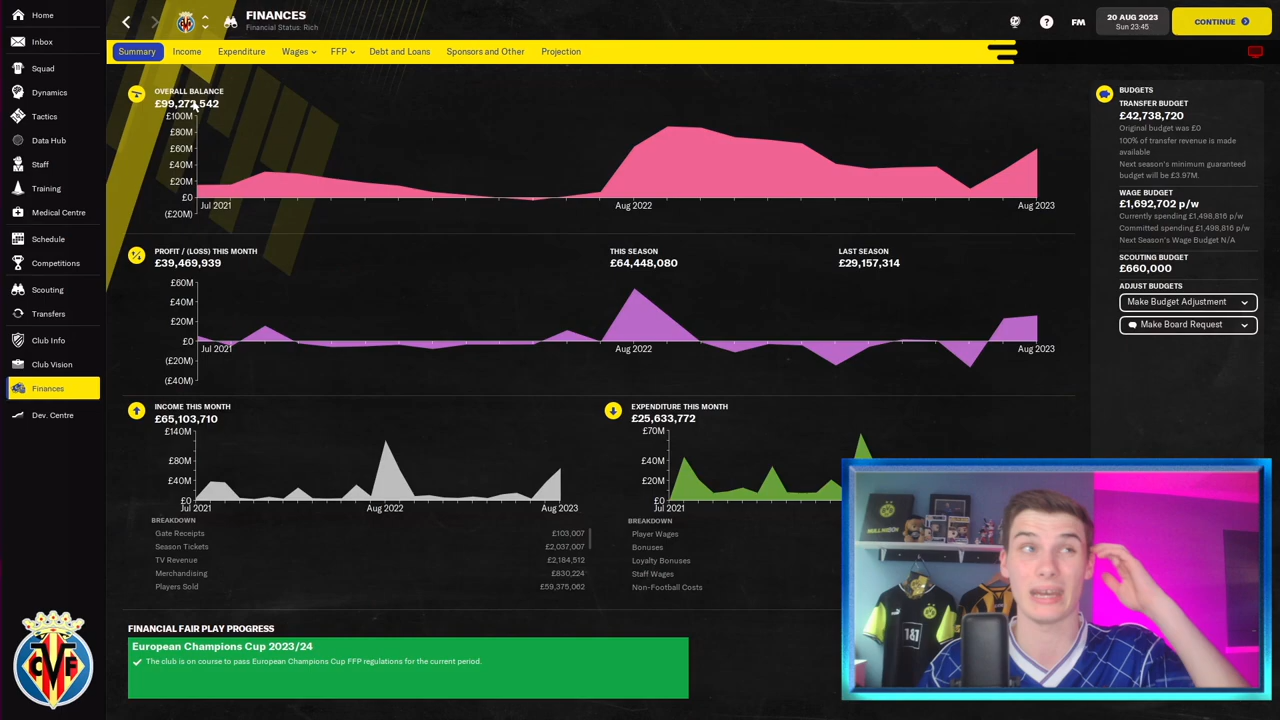 Home
Inbox
Squad
Dynamics
Tactics
Data Hub
Staff
Training
Medical Centre
Schedule
Competitions
Scouting
Transfers
Club Info
Club Vision
Finances
Dev. Centre
FINANCES
Financial Status: Rich
FM
20 AUG 2023
Sun 23:45
CONTINUE
Summary
Income
Expenditure
Wages
FFP
Debt and Loans
Sponsors and Other
Projection
OVERALL BALANCE
£99,272,542
£100M
£80M
£60M
£40M
£20M
£0
(£20M)
Jul 2021
Aug 2022
Aug 2023
PROFIT / (LOSS) THIS MONTH
£39,469,939
THIS SEASON
£64,448,080
LAST SEASON
£29,157,314
£60M
£40M
£20M
£0
(£20M)
(£40M)
Jul 2021
Aug 2022
Aug 2023
INCOME THIS MONTH
£65,103,710
£140M
£80M
£40M
£0
Jul 2021
Aug 2022
Aug 2023
BREAKDOWN
Gate Receipts £103,007
Season Tickets £2,037,007
TV Revenue £2,184,512
Merchandising £830,224
Players Sold £59,375,062
EXPENDITURE THIS MONTH
£25,633,772
£70M
£40M
£20M
£0
Jul 2021
BREAKDOWN
Player Wages
Bonuses
Loyalty Bonuses
Staff Wages
Non-Football Costs
FINANCIAL FAIR PLAY PROGRESS
European Champions Cup 2023/24
The club is on course to pass European Champions Cup FFP regulations for the current period.
BUDGETS
TRANSFER BUDGET
£42,738,720
Original budget was £0
100% of transfer revenue is made
available
Next season's minimum guaranteed
budget will be £3.97M.
WAGE BUDGET
£1,692,702 p/w
Currently spending £1,498,816 p/w
Committed spending £1,498,816 p/w
Next Season's Wage Budget N/A
SCOUTING BUDGET
£660,000
ADJUST BUDGETS
Make Budget Adjustment
Make Board Request
CVF
1&1